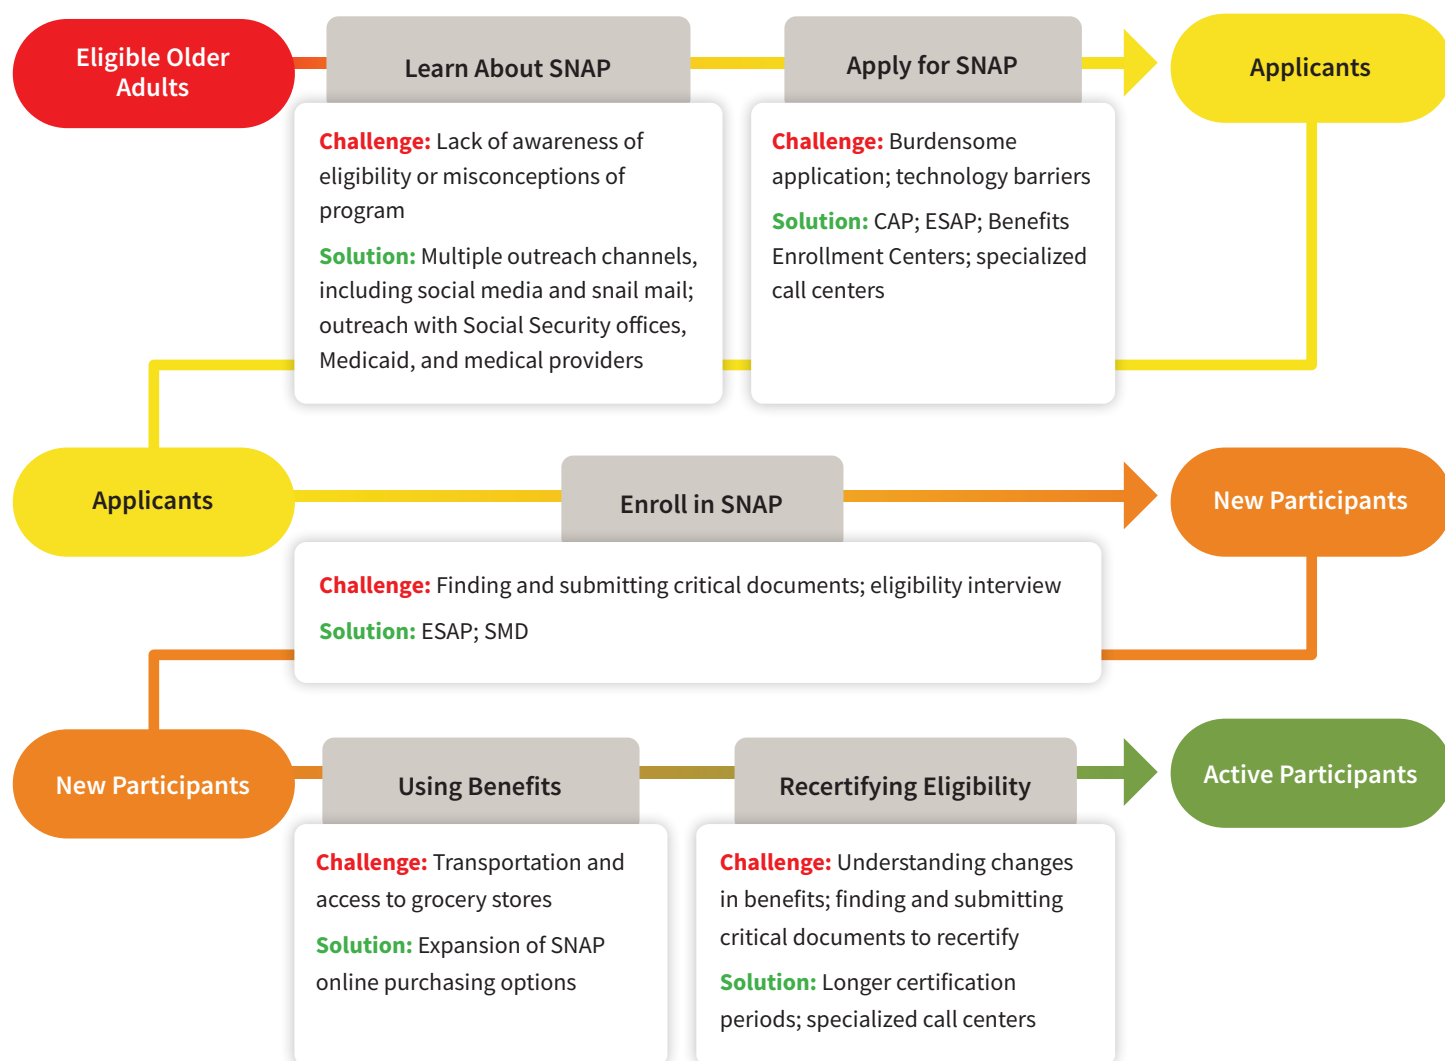 Eligible Older
Adults
Learn About SNAP
Apply for SNAP
Applicants
Challenge: Lack of awareness of
eligibility or misconceptions of
program
Solution: Multiple outreach channels,
including social media and snail mail;
outreach with Social Security offices,
Medicaid, and medical providers
Challenge: Burdensome
application; technology barriers
Solution: CAP; ESAP; Benefits
Enrollment Centers; specialized
call centers
Applicants
Enroll in SNAP
New Participants
Challenge: Finding and submitting critical documents; eligibility interview
Solution: ESAP; SMD
New Participants
Using Benefits
Recertifying Eligibility
Active Participants
Challenge: Transportation and
access to grocery stores
Solution: Expansion of SNAP
online purchasing options
Challenge: Understanding changes
in benefits; finding and submitting
critical documents to recertify
Solution: Longer certification
periods; specialized call centers